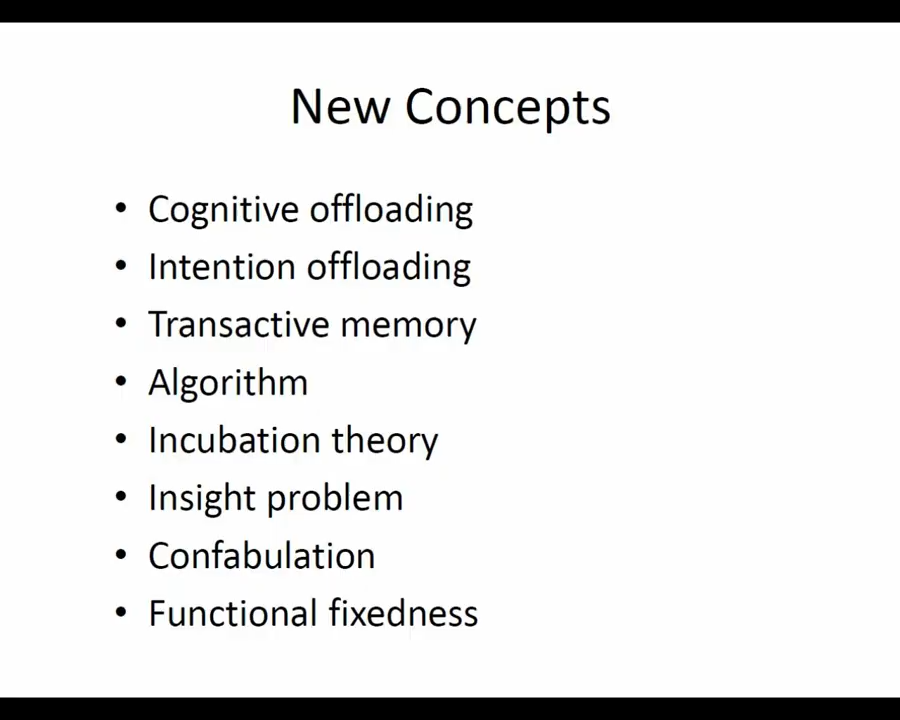 New Concepts
• Cognitive offloading
• Intention offloading
• Transactive memory
• Algorithm
• Incubation theory
• Insight problem
• Confabulation
• Functional fixedness